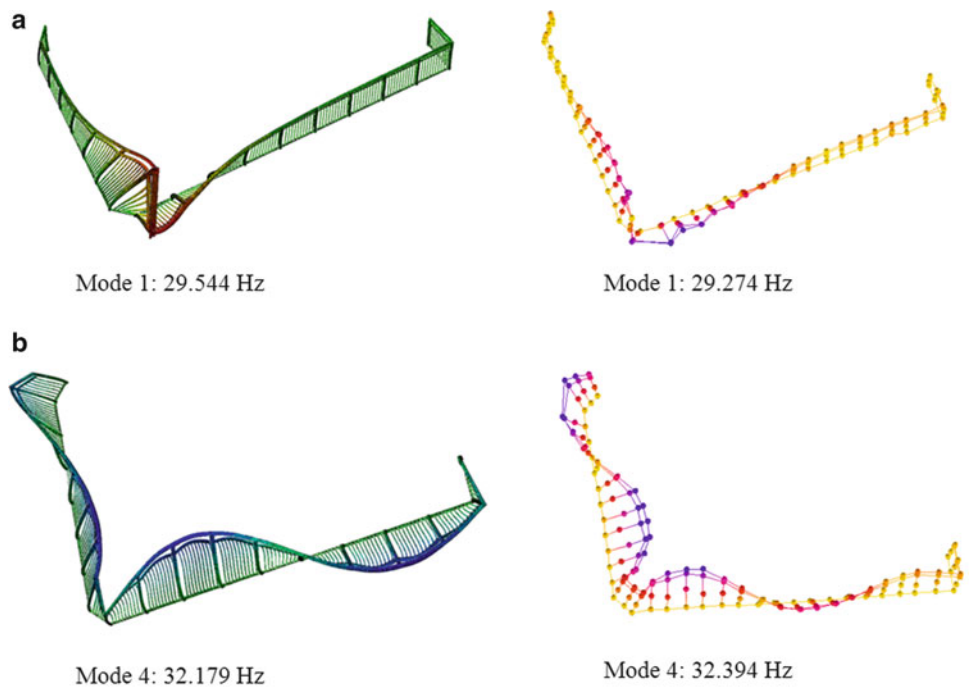 a
Mode 1: 29.544 Hz
Mode 1: 29.274 Hz
b
Mode 4: 32.179 Hz
Mode 4: 32.394 Hz